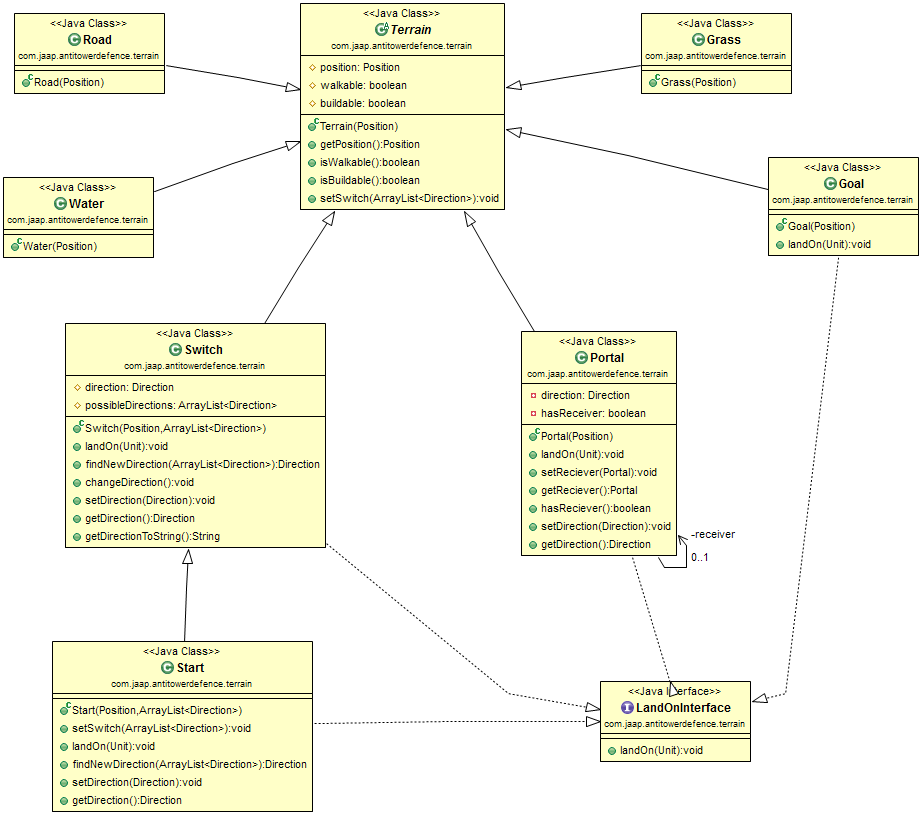 <<Java Class>>
Road
com.jaap.antitowerdefence.terrain
Road(Position)
<<Java Class>>
Terrain
com.jaap.antitowerdefence.terrain
position: Position
walkable: boolean
buildable: boolean
Terrain(Position)
getPosition():Position
isWalkable():boolean
isBuildable():boolean
setSwitch(ArrayList<Direction>):void
<<Java Class>>
Grass
com.jaap.antitowerdefence.terrain
Grass(Position)
<<Java Class>>
Water
com.jaap.antitowerdefence.terrain
Water(Position)
<<Java Class>>
Goal
com.jaap.antitowerdefence.terrain
Goal(Position)
landOn(Unit):void
<<Java Class>>
Switch
com.jaap.antitowerdefence.terrain
direction: Direction
possibleDirections: ArrayList<Direction>
Switch(Position,ArrayList<Direction>)
landOn(Unit):void
findNewDirection(ArrayList<Direction>):Direction
changeDirection():void
setDirection(Direction):void
getDirection():Direction
getDirectionToString():String
<<Java Class>>
Portal
com.jaap.antitowerdefence.terrain
direction: Direction
hasReceiver: boolean
Portal(Position)
landOn(Unit):void
setReciever(Portal):void
getReciever():Portal
hasReciever():boolean
setDirection(Direction):void
getDirection():Direction
-receiver
0..1
<<Java Class>>
Start
com.jaap.antitowerdefence.terrain
Start(Position,ArrayList<Direction>)
setSwitch(ArrayList<Direction>):void
landOn(Unit):void
findNewDirection(ArrayList<Direction>):Direction
setDirection(Direction):void
getDirection():Direction
<<Java Interface>>
LandOnInterface
com.jaap.antitowerdefence.terrain
landOn(Unit):void